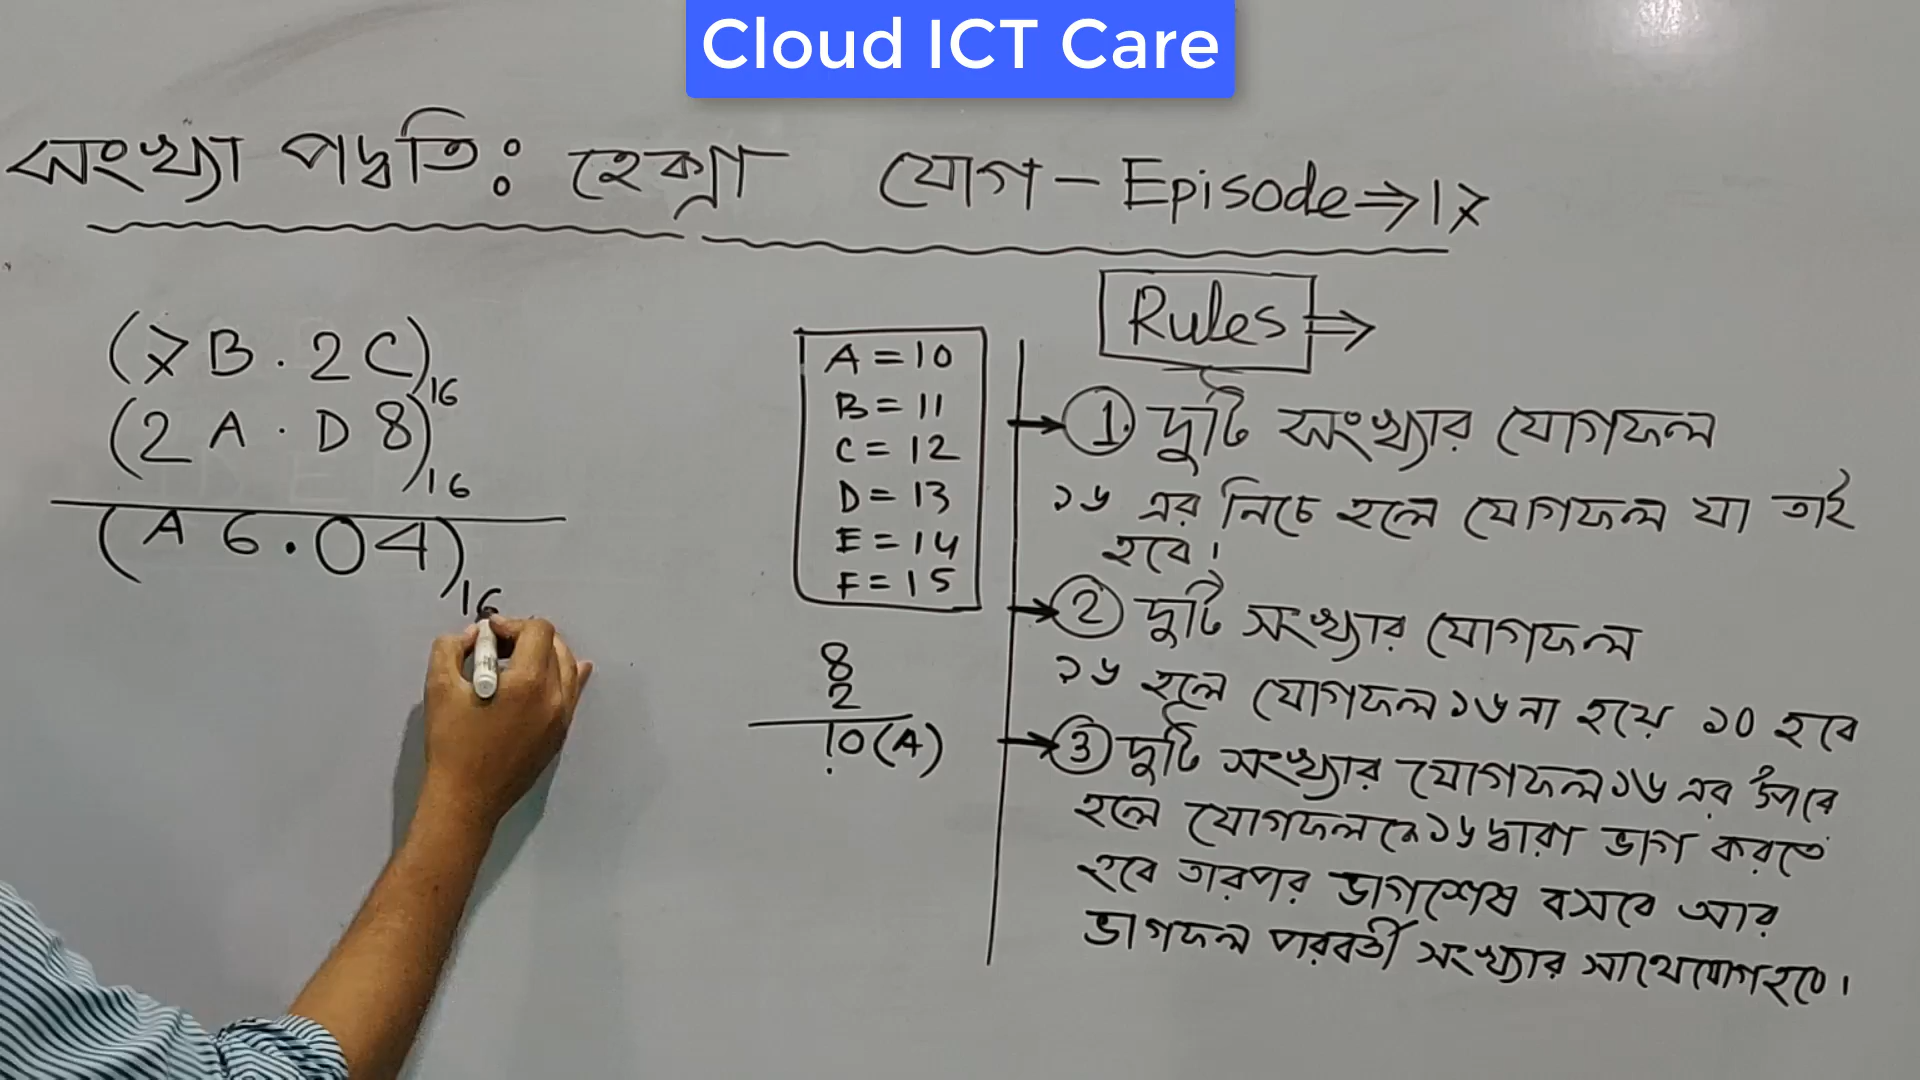 Cloud ICT Care
সংখ্যা পদ্ধতি: হেক্সা যোগ - Episode⇒17
(7B.2C)16
(2A.D8)16
(A6.04)16
A=10
B=11
C=12
D=13
E=14
F=15
8
2
10(A)
Rules⇒
→① দুটি সংখ্যার যোগফল
১৬ এর নিচে হলে যোগফল যা তাই
হবে।
→② দুটি সংখ্যার যোগফল
১৬ হলে যোগফল ১৬ না হয়ে ১০ হবে
→③ দুটি সংখ্যার যোগফল ১৬ এর উপরে
হলে যোগফলকে ১৬ দ্বারা ভাগ করতে
হবে তারপর ভাগশেষ বসবে আর
ভাগফল পরবর্তী সংখ্যার সাথে যোগ হবে।